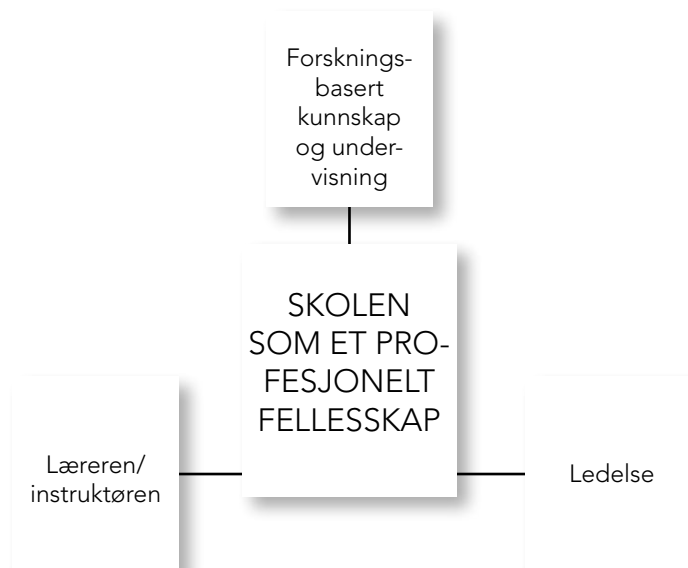 Forsknings-
basert
kunnskap
og under-
visning
SKOLEN
SOM ET PRO-
FESJONELT
FELLESSKAP
Læreren/
instruktøren
Ledelse